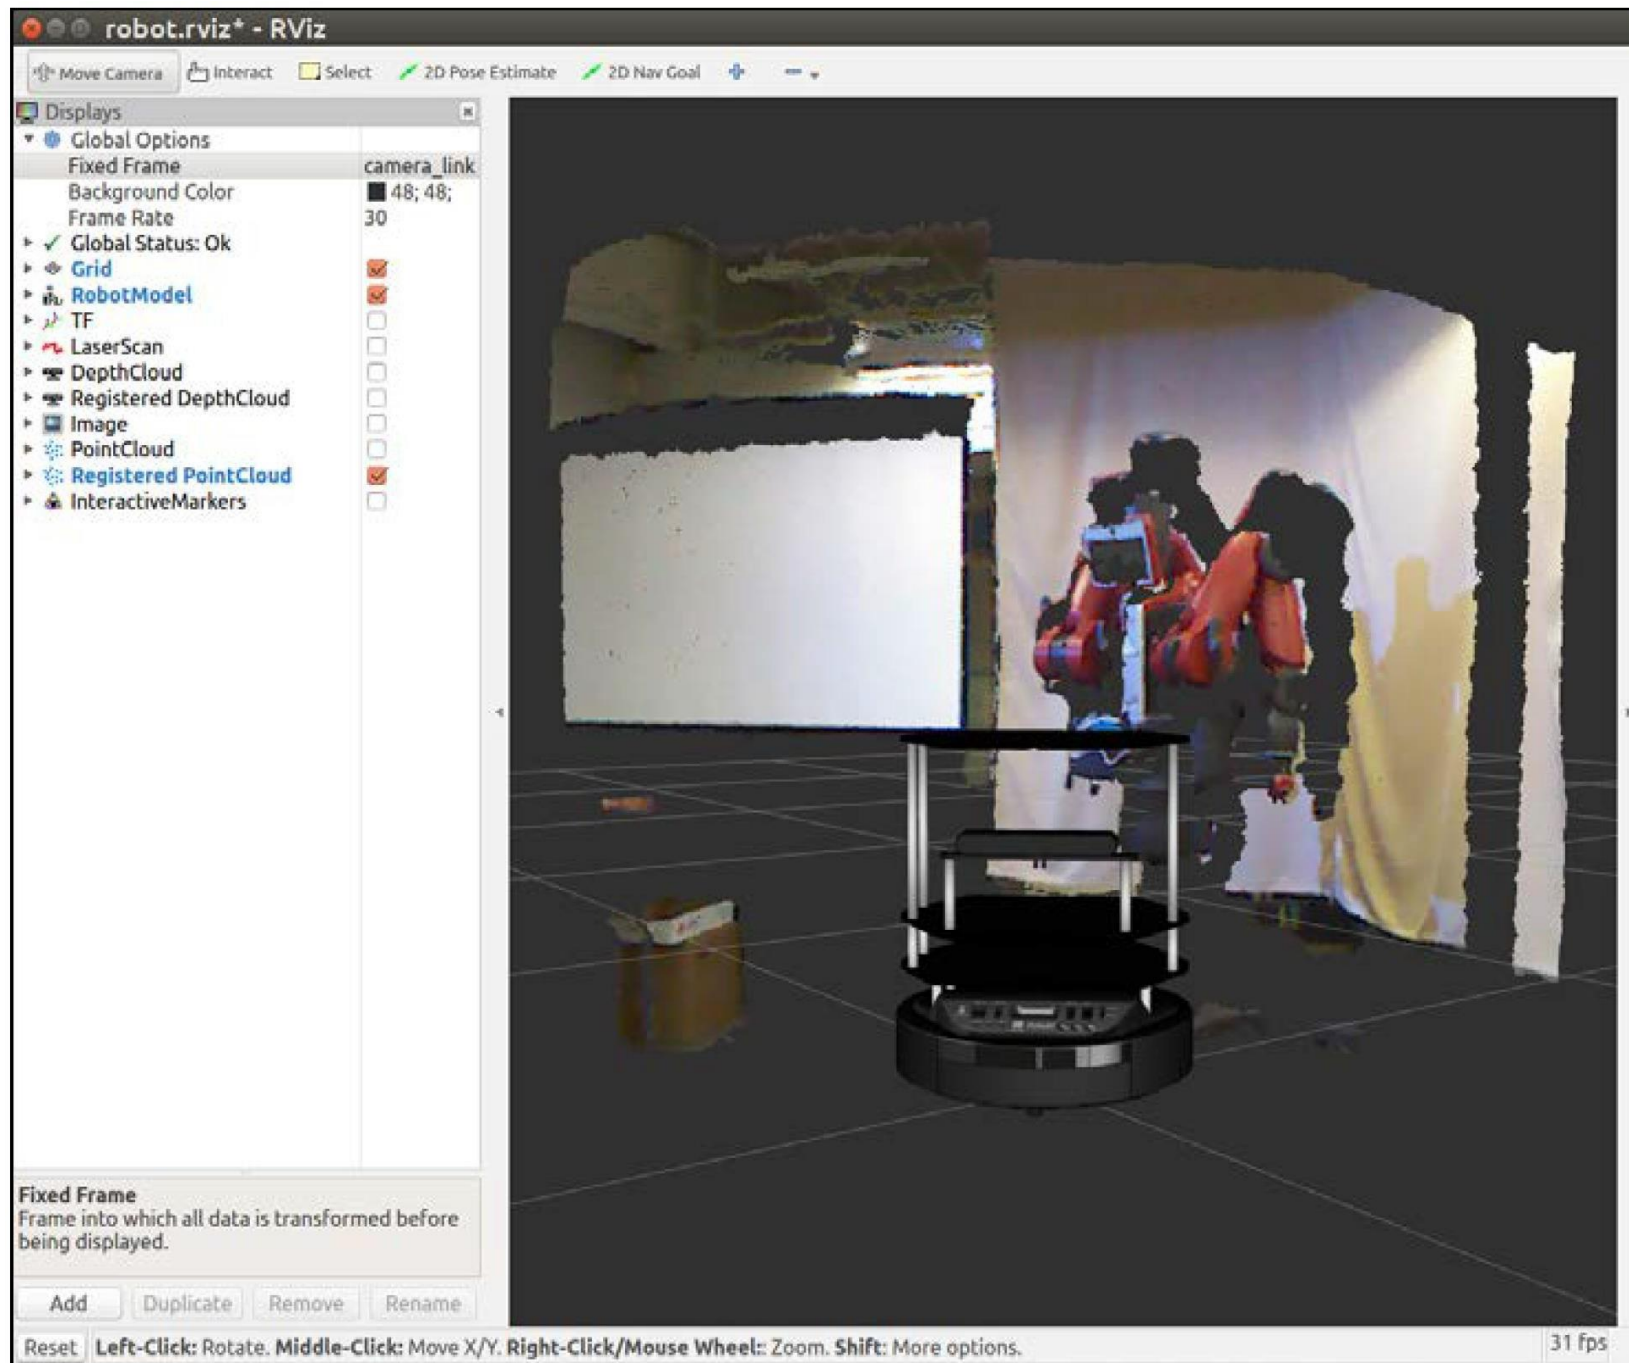 robot.rviz* - RViz
Move Camera Interact Select 2D Pose Estimate 2D Nav Goal
Displays
Global Options
Fixed Frame camera_link
Background Color 48; 48;
Frame Rate 30
Global Status: Ok
Grid
RobotModel
TF
LaserScan
DepthCloud
Registered DepthCloud
Image
PointCloud
Registered PointCloud
InteractiveMarkers
Fixed Frame
Frame into which all data is transformed before
being displayed.
Add Duplicate Remove Rename
Reset Left-Click: Rotate. Middle-Click: Move X/Y. Right-Click/Mouse Wheel:: Zoom. Shift: More options. 31 fps